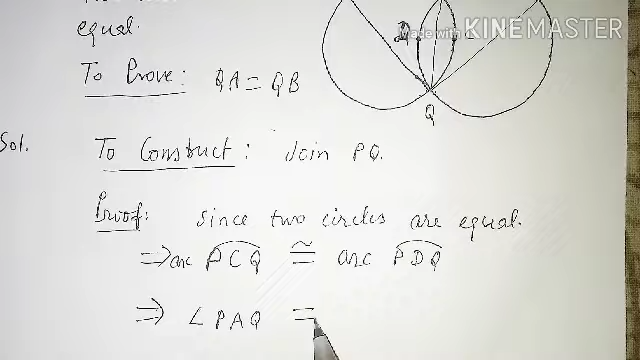 equal.
To Prove: QA = QB
D
Q
Made with KINEMASTER
Sol.
To Construct: Join PQ.
Proof: Since two circles are equal.
⇒ arc PCQ ≅ arc PDQ
⇒ ∠PAQ =